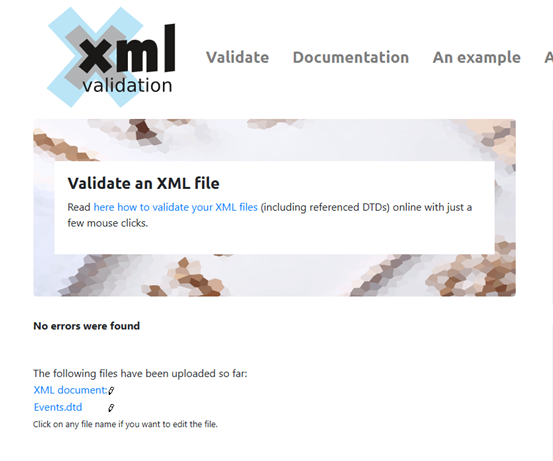 xml
validation
Validate Documentation An example
Validate an XML file
Read here how to validate your XML files (including referenced DTDs) online with just a
few mouse clicks.
No errors were found
The following files have been uploaded so far:
XML document:
Events.dtd
Click on any file name if you want to edit the file.